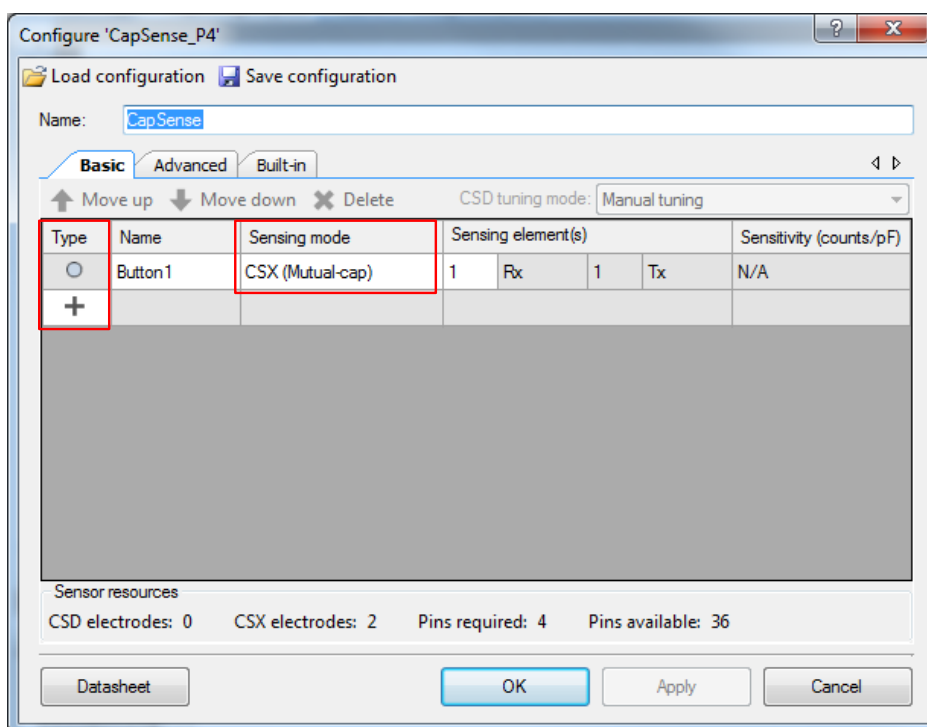 Configure 'CapSense_P4'
Load configuration Save configuration
Name: CapSense
Basic Advanced Built-in
Move up Move down Delete CSD tuning mode: Manual tuning
Type Name Sensing mode Sensing element(s) Sensitivity (counts/pF)
Button1 CSX (Mutual-cap) 1 Rx 1 Tx N/A
Sensor resources
CSD electrodes: 0 CSX electrodes: 2 Pins required: 4 Pins available: 36
Datasheet OK Apply Cancel